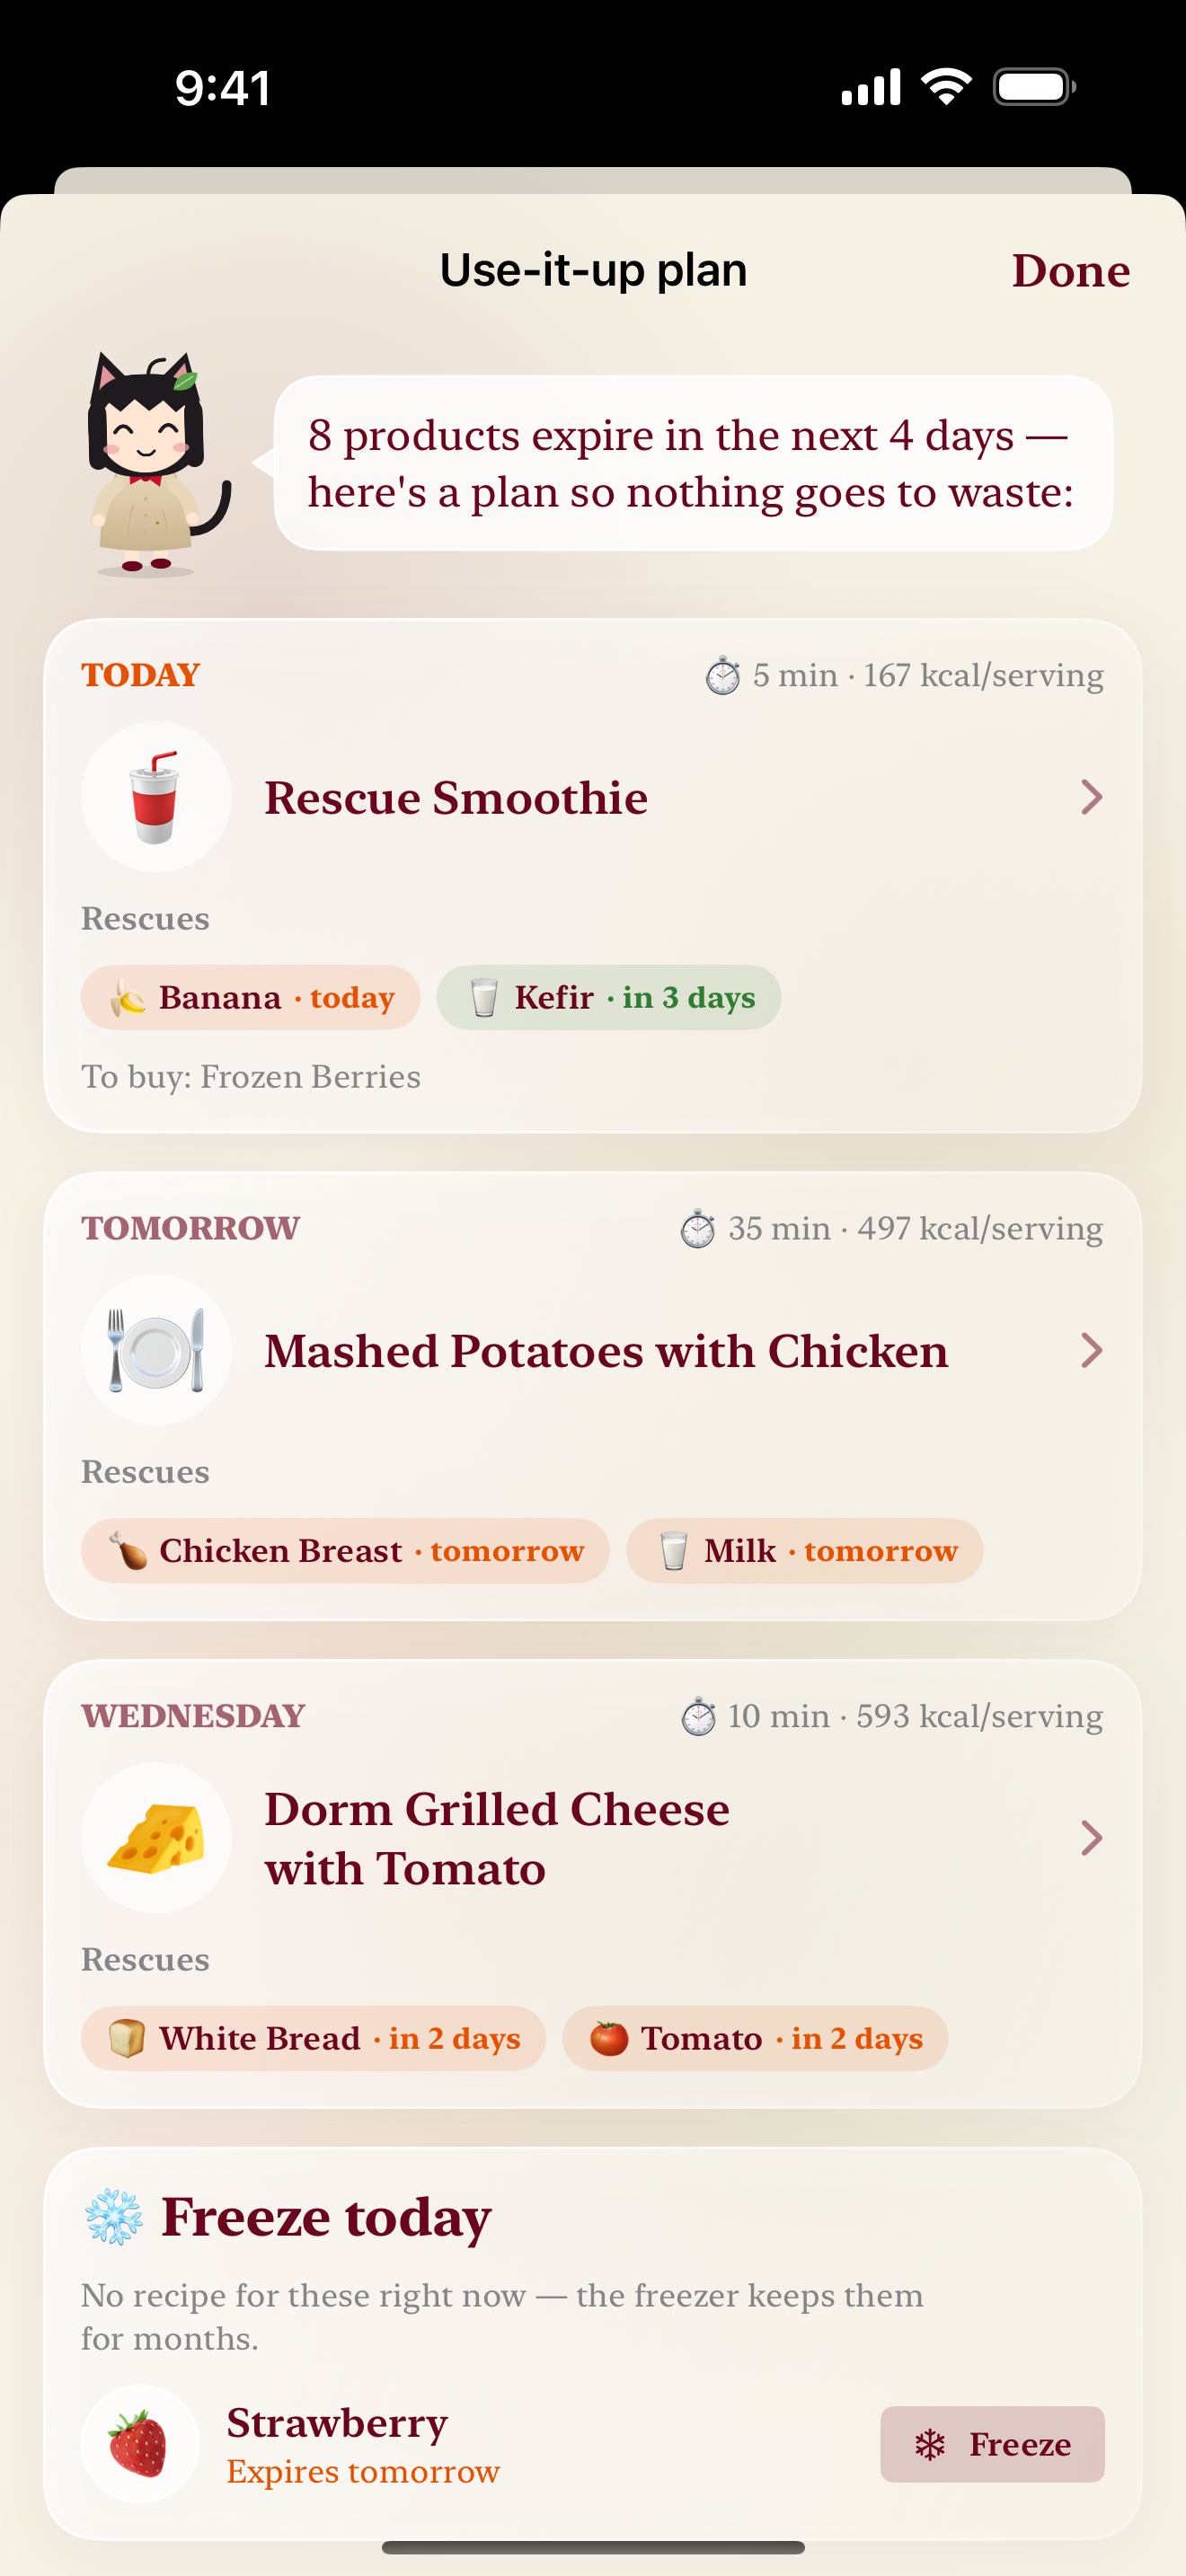 9:41
Use-it-up plan
Done
8 products expire in the next 4 days —
here's a plan so nothing goes to waste:
TODAY
5 min · 167 kcal/serving
Rescue Smoothie
Rescues
Banana · today
Kefir · in 3 days
To buy: Frozen Berries
TOMORROW
35 min · 497 kcal/serving
Mashed Potatoes with Chicken
Rescues
Chicken Breast · tomorrow
Milk · tomorrow
WEDNESDAY
10 min · 593 kcal/serving
Dorm Grilled Cheese
with Tomato
Rescues
White Bread · in 2 days
Tomato · in 2 days
Freeze today
No recipe for these right now — the freezer keeps them
for months.
Strawberry
Expires tomorrow
Freeze